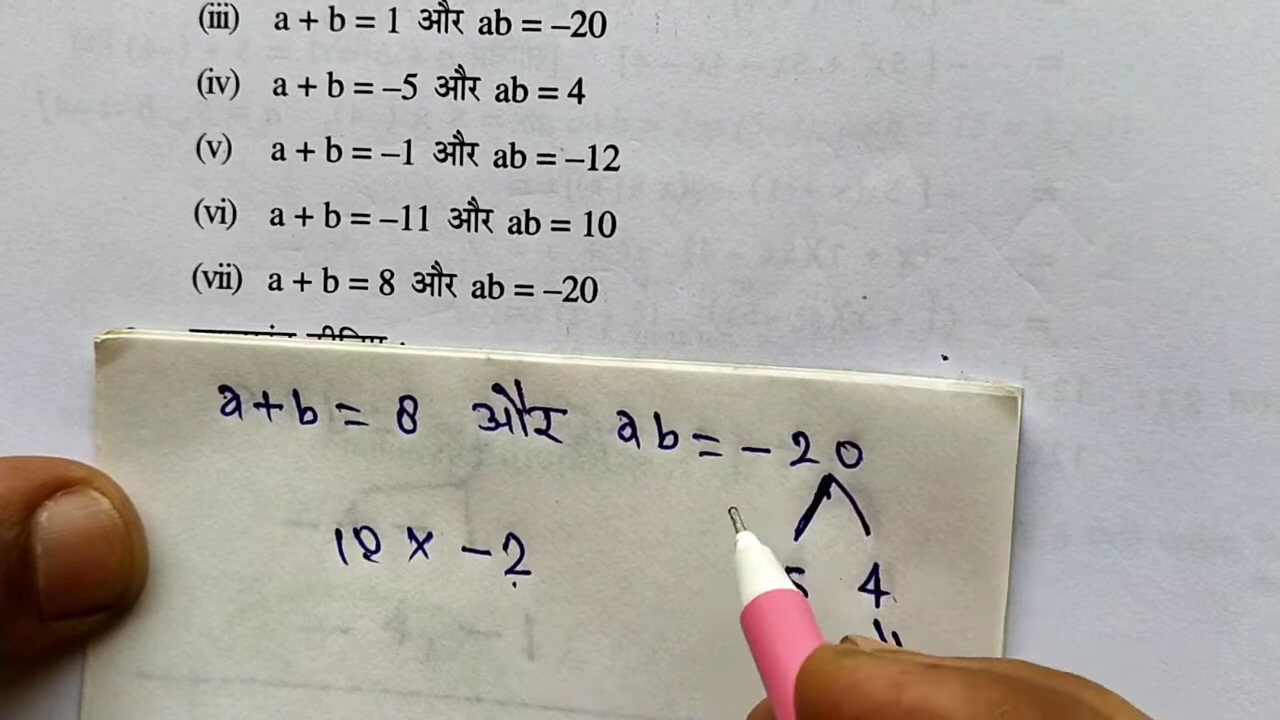 (iii) a + b = 1 और ab = –20
(iv) a + b = –5 और ab = 4
(v) a + b = –1 और ab = –12
(vi) a + b = –11 और ab = 10
(vii) a + b = 8 और ab = –20
a + b = 8 और ab = – 20
10 x – 2
5 4